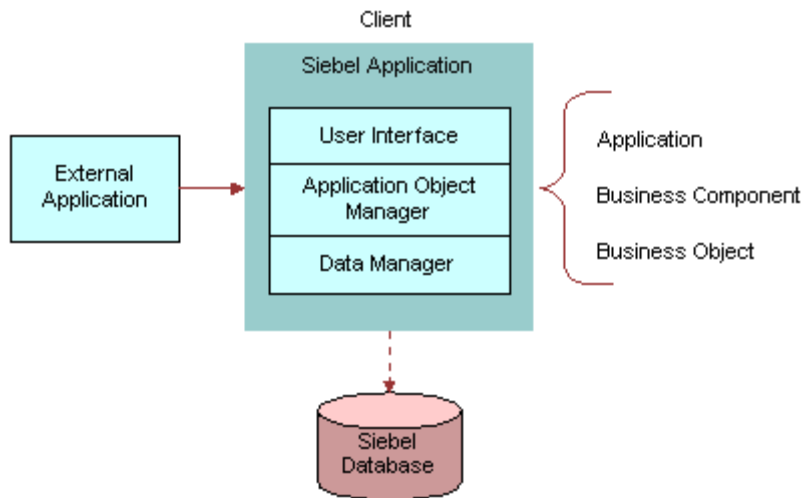 Client
Siebel Application
User Interface
Application Object
Manager
Data Manager
External
Application
Application
Business Component
Business Object
Siebel
Database